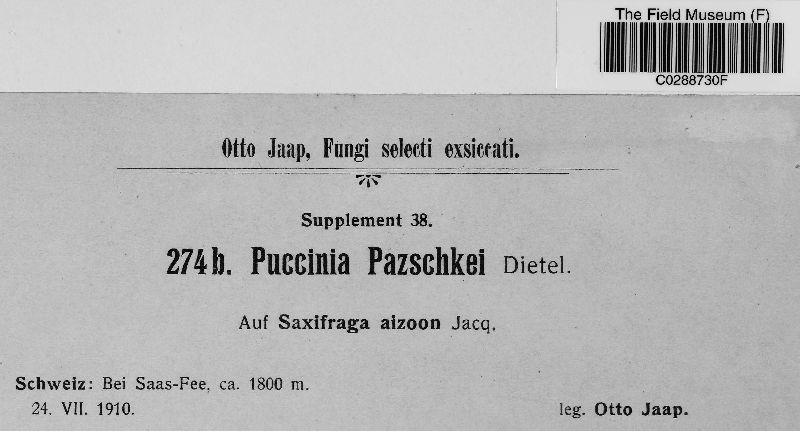 The Field Museum (F)
C0288730F
Otto Jaap, Fungi selecti exsiccati.
Supplement 38.
274b. Puccinia Pazschkei Dietel.
Auf Saxifraga aizoon Jacq.
Schweiz: Bei Saas-Fee, ca. 1800 m.
24. VII. 1910.
leg. Otto Jaap.